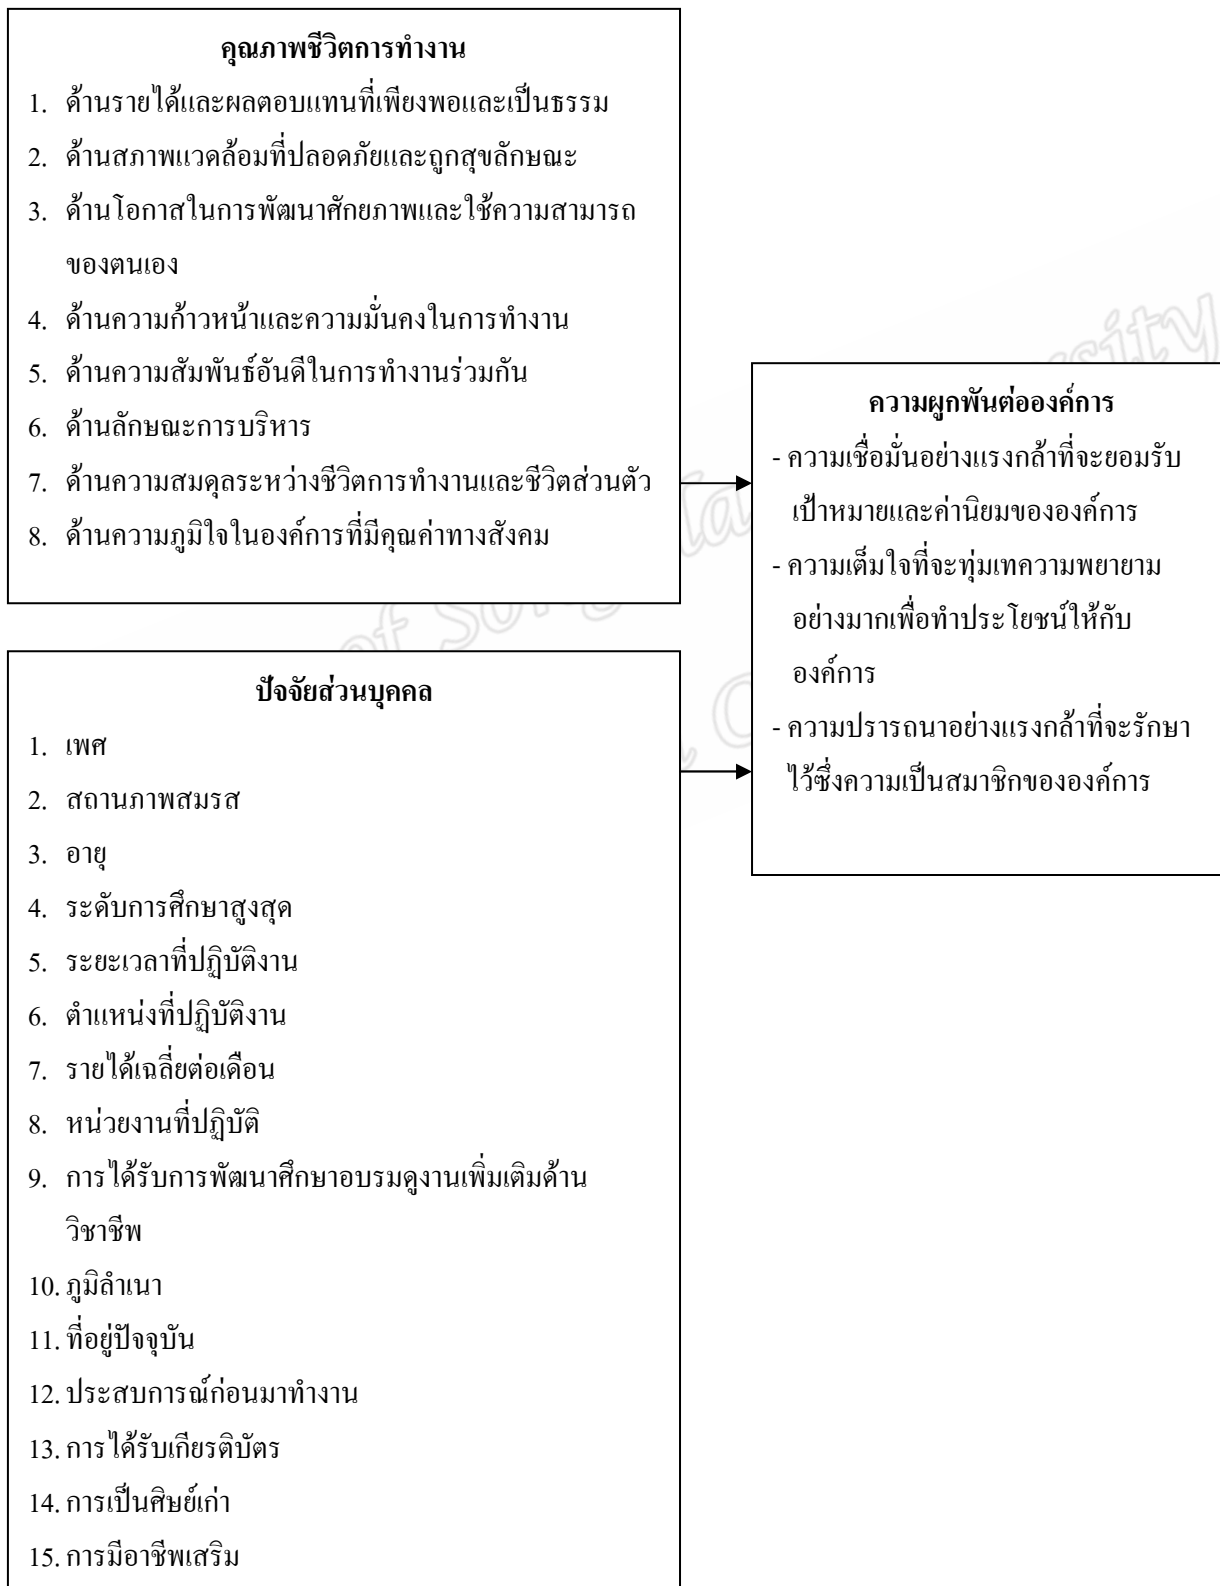 คุณภาพชีวิตการทำงาน
1. ด้านรายได้และผลตอบแทนที่เพียงพอและเป็นธรรม
2. ด้านสภาพแวดล้อมที่ปลอดภัยและถูกสุขลักษณะ
3. ด้านโอกาสในการพัฒนาศักยภาพและใช้ความสามารถ
ของตนเอง
4. ด้านความก้าวหน้าและความมั่นคงในการทำงาน
5. ด้านความสัมพันธ์อันดีในการทำงานร่วมกัน
6. ด้านลักษณะการบริหาร
7. ด้านความสมดุลระหว่างชีวิตการทำงานและชีวิตส่วนตัว
8. ด้านความภูมิใจในองค์การที่มีคุณค่าทางสังคม
ความผูกพันต่อองค์การ
- ความเชื่อมั่นอย่างแรงกล้าที่จะยอมรับ
เป้าหมายและค่านิยมขององค์การ
- ความเต็มใจที่จะทุ่มเทความพยายาม
อย่างมากเพื่อทำประโยชน์ให้กับ
องค์การ
- ความปรารถนาอย่างแรงกล้าที่จะรักษา
ไว้ซึ่งความเป็นสมาชิกขององค์การ
ปัจจัยส่วนบุคคล
1. เพศ
2. สถานภาพสมรส
3. อายุ
4. ระดับการศึกษาสูงสุด
5. ระยะเวลาที่ปฏิบัติงาน
6. ตำแหน่งที่ปฏิบัติงาน
7. รายได้เฉลี่ยต่อเดือน
8. หน่วยงานที่ปฏิบัติ
9. การได้รับการพัฒนาศึกษาอบรมดูงานเพิ่มเติมด้าน
วิชาชีพ
10. ภูมิลำเนา
11. ที่อยู่ปัจจุบัน
12. ประสบการณ์ก่อนมาทำงาน
13. การได้รับเกียรติบัตร
14. การเป็นศิษย์เก่า
15. การมีอาชีพเสริม